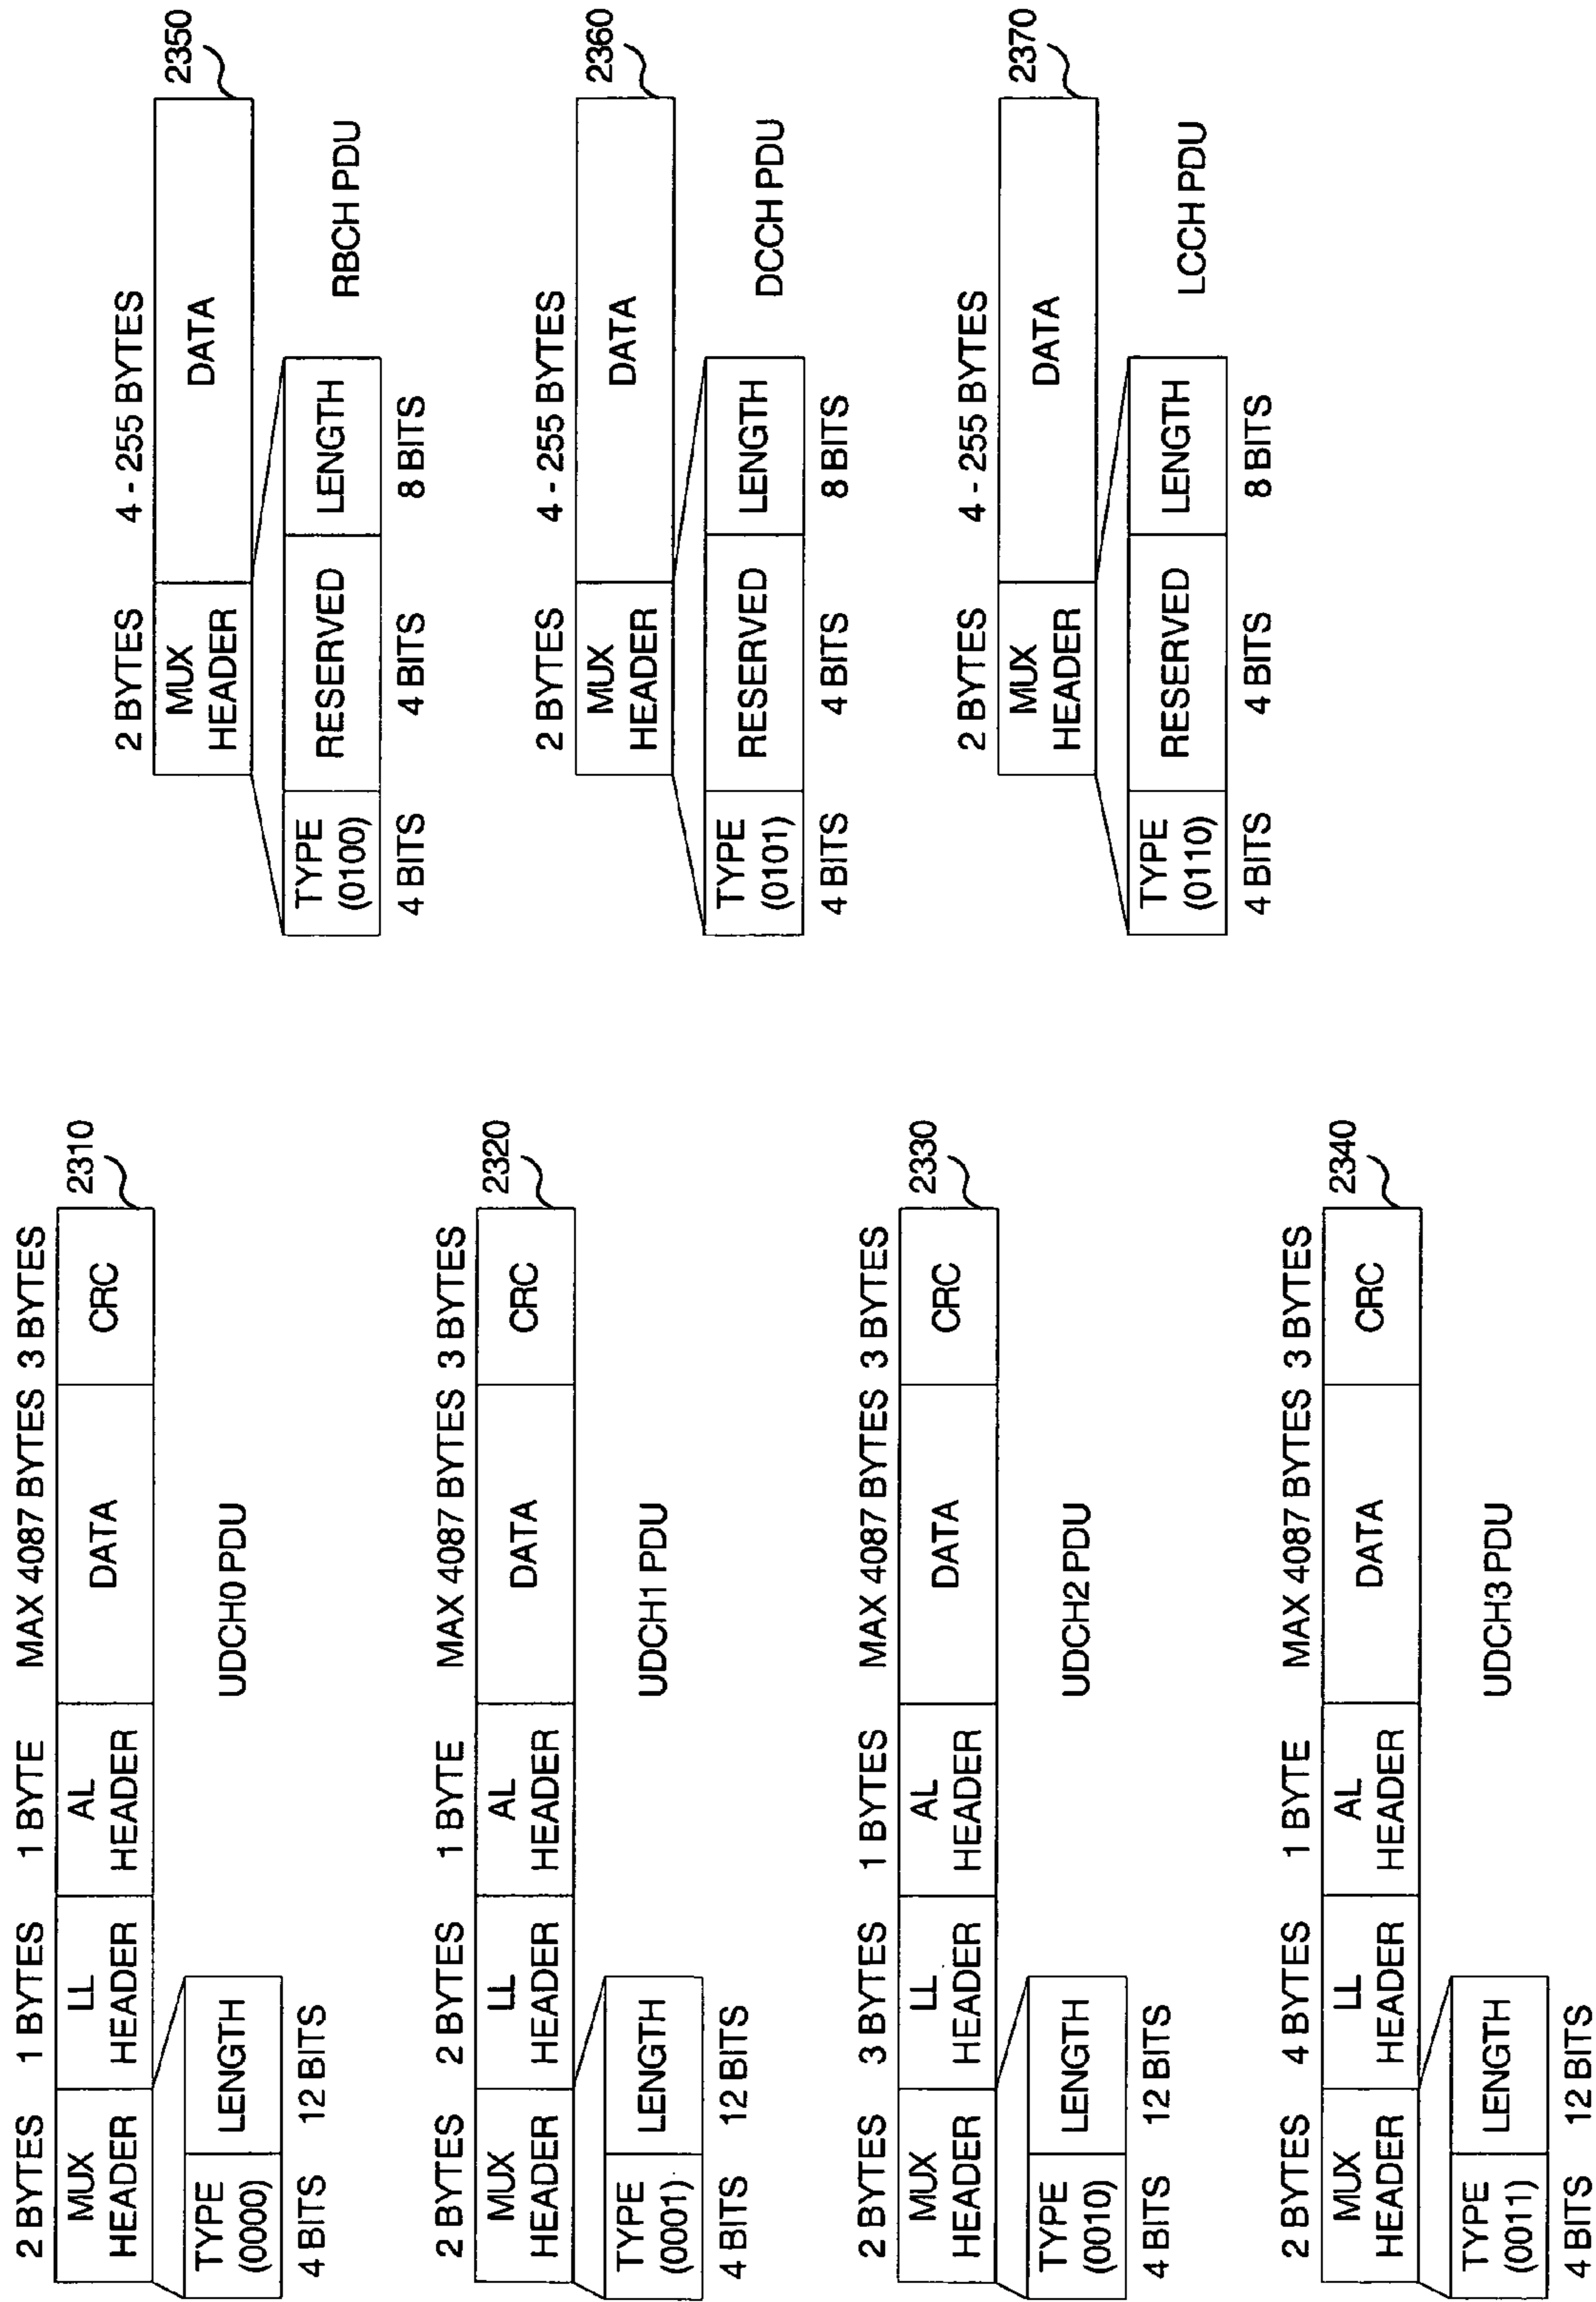 2 BYTES 1 BYTES 1 BYTE MAX 4087 BYTES 3 BYTES
2310
MUX HEADER LL HEADER AL HEADER DATA CRC
TYPE (0000) LENGTH
4 BITS 12 BITS
UDCH0 PDU
2 BYTES 2 BYTES 1 BYTE MAX 4087 BYTES 3 BYTES
2320
MUX HEADER LL HEADER AL HEADER DATA CRC
TYPE (0001) LENGTH
4 BITS 12 BITS
UDCH1 PDU
2 BYTES 3 BYTES 1 BYTES MAX 4087 BYTES 3 BYTES
2330
MUX HEADER LL HEADER AL HEADER DATA CRC
TYPE (0010) LENGTH
4 BITS 12 BITS
UDCH2 PDU
2 BYTES 4 BYTES 1 BYTE MAX 4087 BYTES 3 BYTES
2340
MUX HEADER LL HEADER AL HEADER DATA CRC
TYPE (0011) LENGTH
4 BITS 12 BITS
UDCH3 PDU
2 BYTES 4 - 255 BYTES
2350
MUX HEADER DATA
TYPE (0100) RESERVED LENGTH
4 BITS 4 BITS 8 BITS
RBCH PDU
2 BYTES 4 - 255 BYTES
2360
MUX HEADER DATA
TYPE (0101) RESERVED LENGTH
4 BITS 4 BITS 8 BITS
DCCH PDU
2 BYTES 4 - 255 BYTES
2370
MUX HEADER DATA
TYPE (0110) RESERVED LENGTH
4 BITS 4 BITS 8 BITS
LCCH PDU